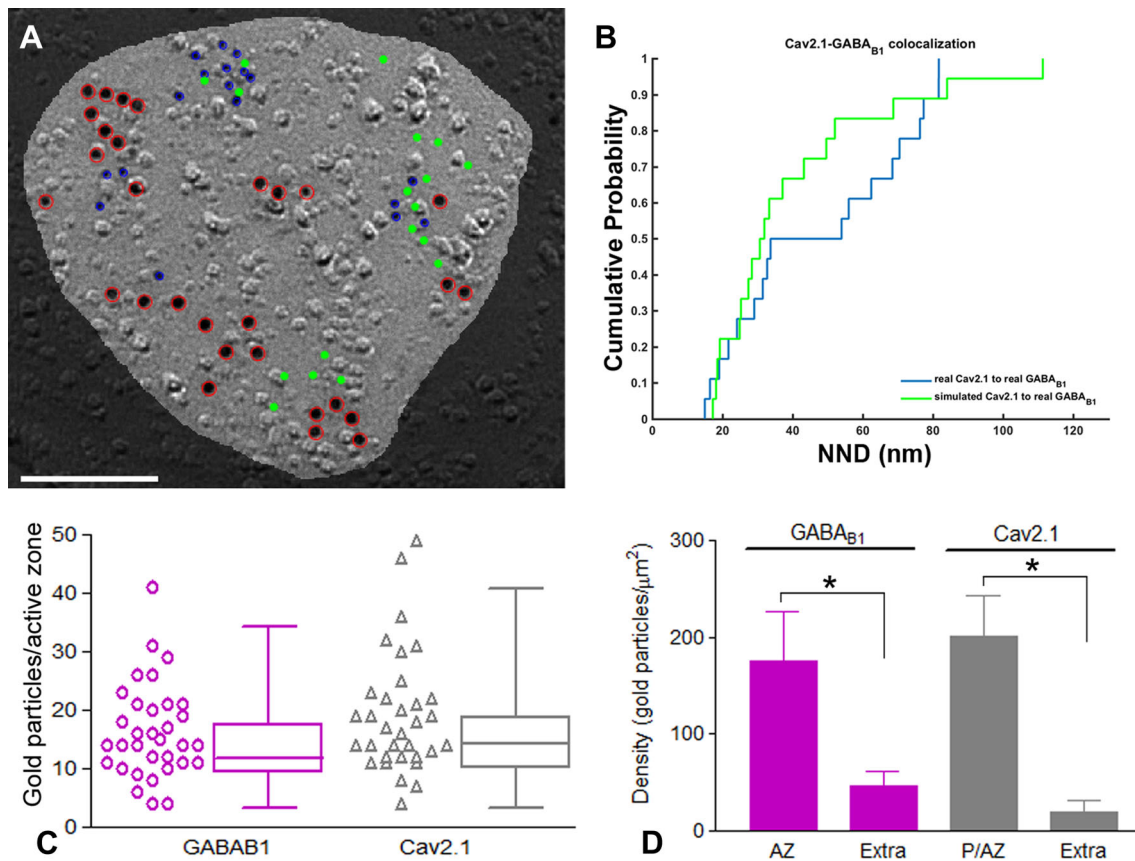 A
B
Cav2.1-GABAB1 colocalization
Cumulative Probability
1
0.9
0.8
0.7
0.6
0.5
0.4
0.3
0.2
0.1
0
real Cav2.1 to real GABAB1
simulated Cav2.1 to real GABAB1
0 20 40 60 80 100 120
NND (nm)
Gold particles/active zone
50
40
30
20
10
0
C
GABAB1 Cav2.1
Density (gold particles/μm2)
300
200
100
0
GABAB1 Cav2.1
* *
D
AZ Extra P/AZ Extra